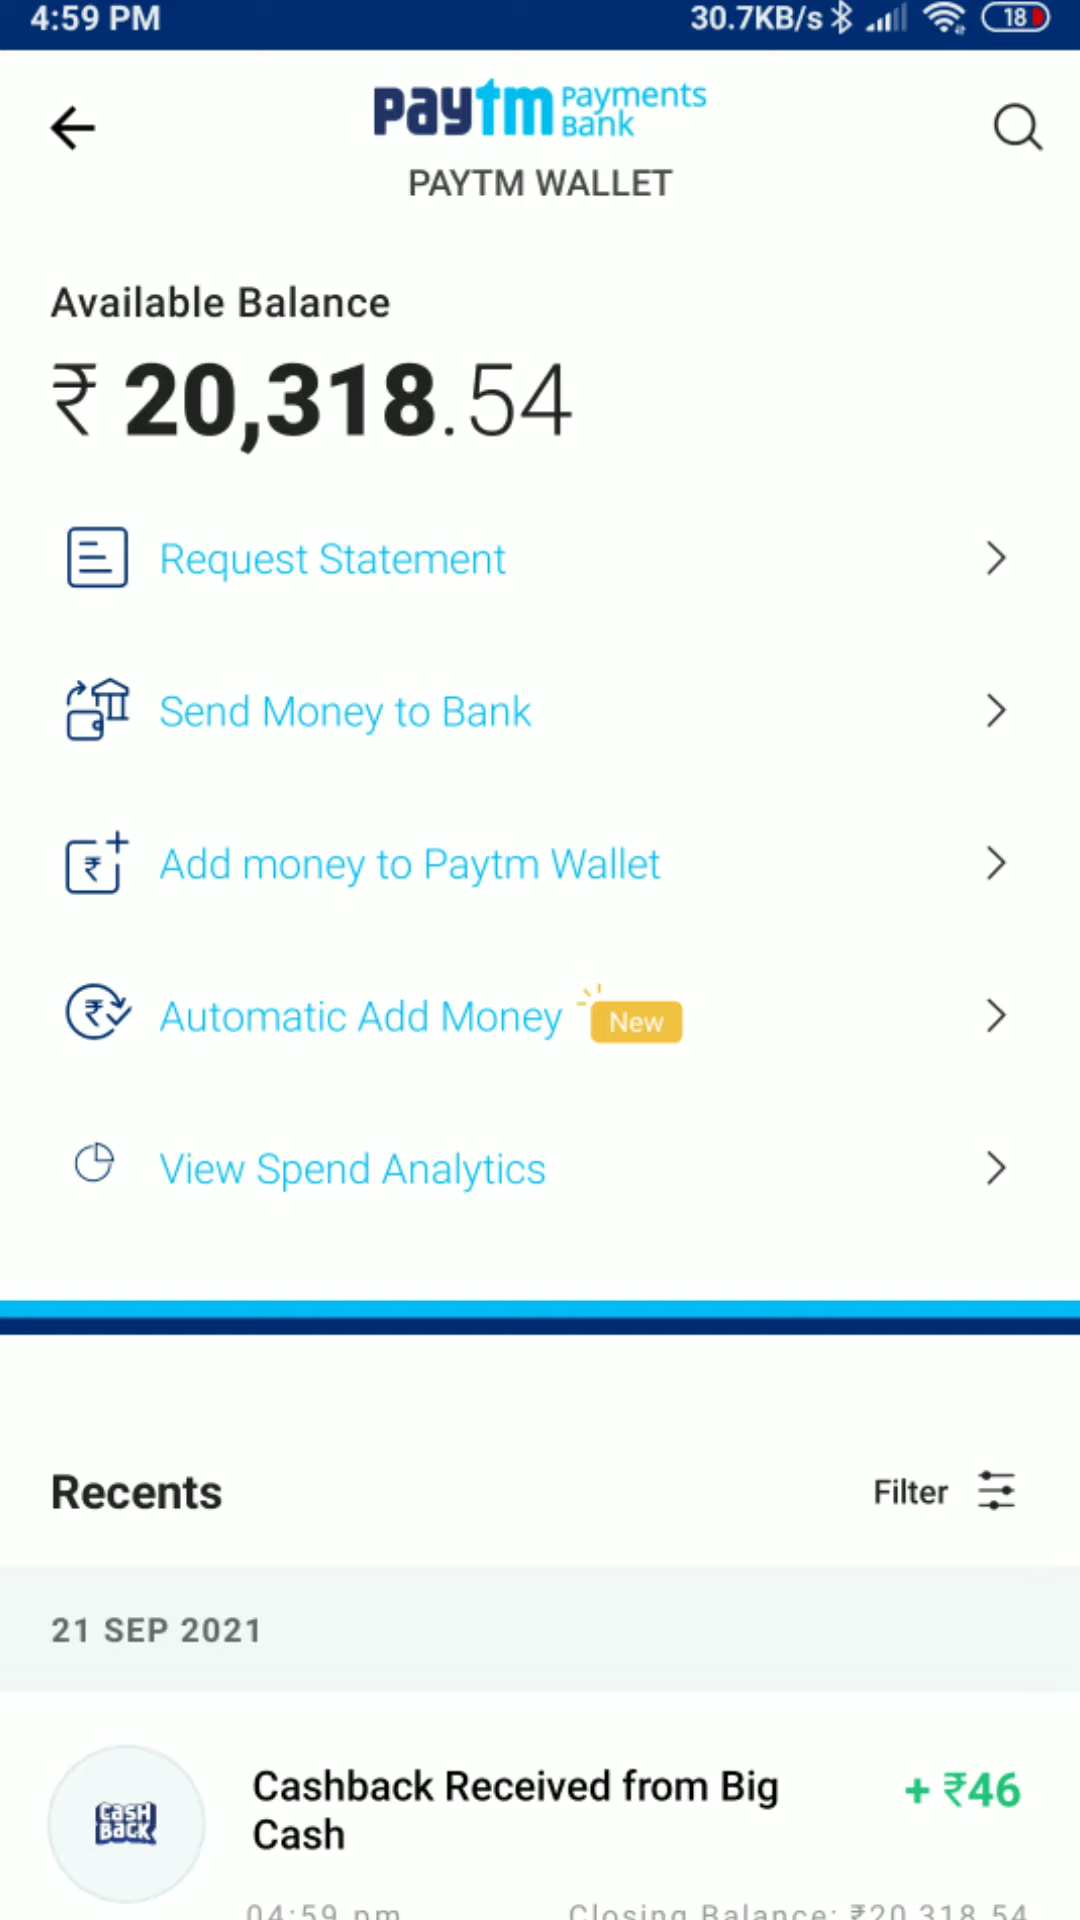 4:59 PM 30.7KB/s 18
paytm Payments Bank
PAYTM WALLET
Available Balance
₹ 20,318.54
Request Statement
Send Money to Bank
Add money to Paytm Wallet
Automatic Add Money New
View Spend Analytics
Recents Filter
21 SEP 2021
CASH BACK
Cashback Received from Big Cash + ₹46
04:59 pm Closing Balance: ₹20,318.54